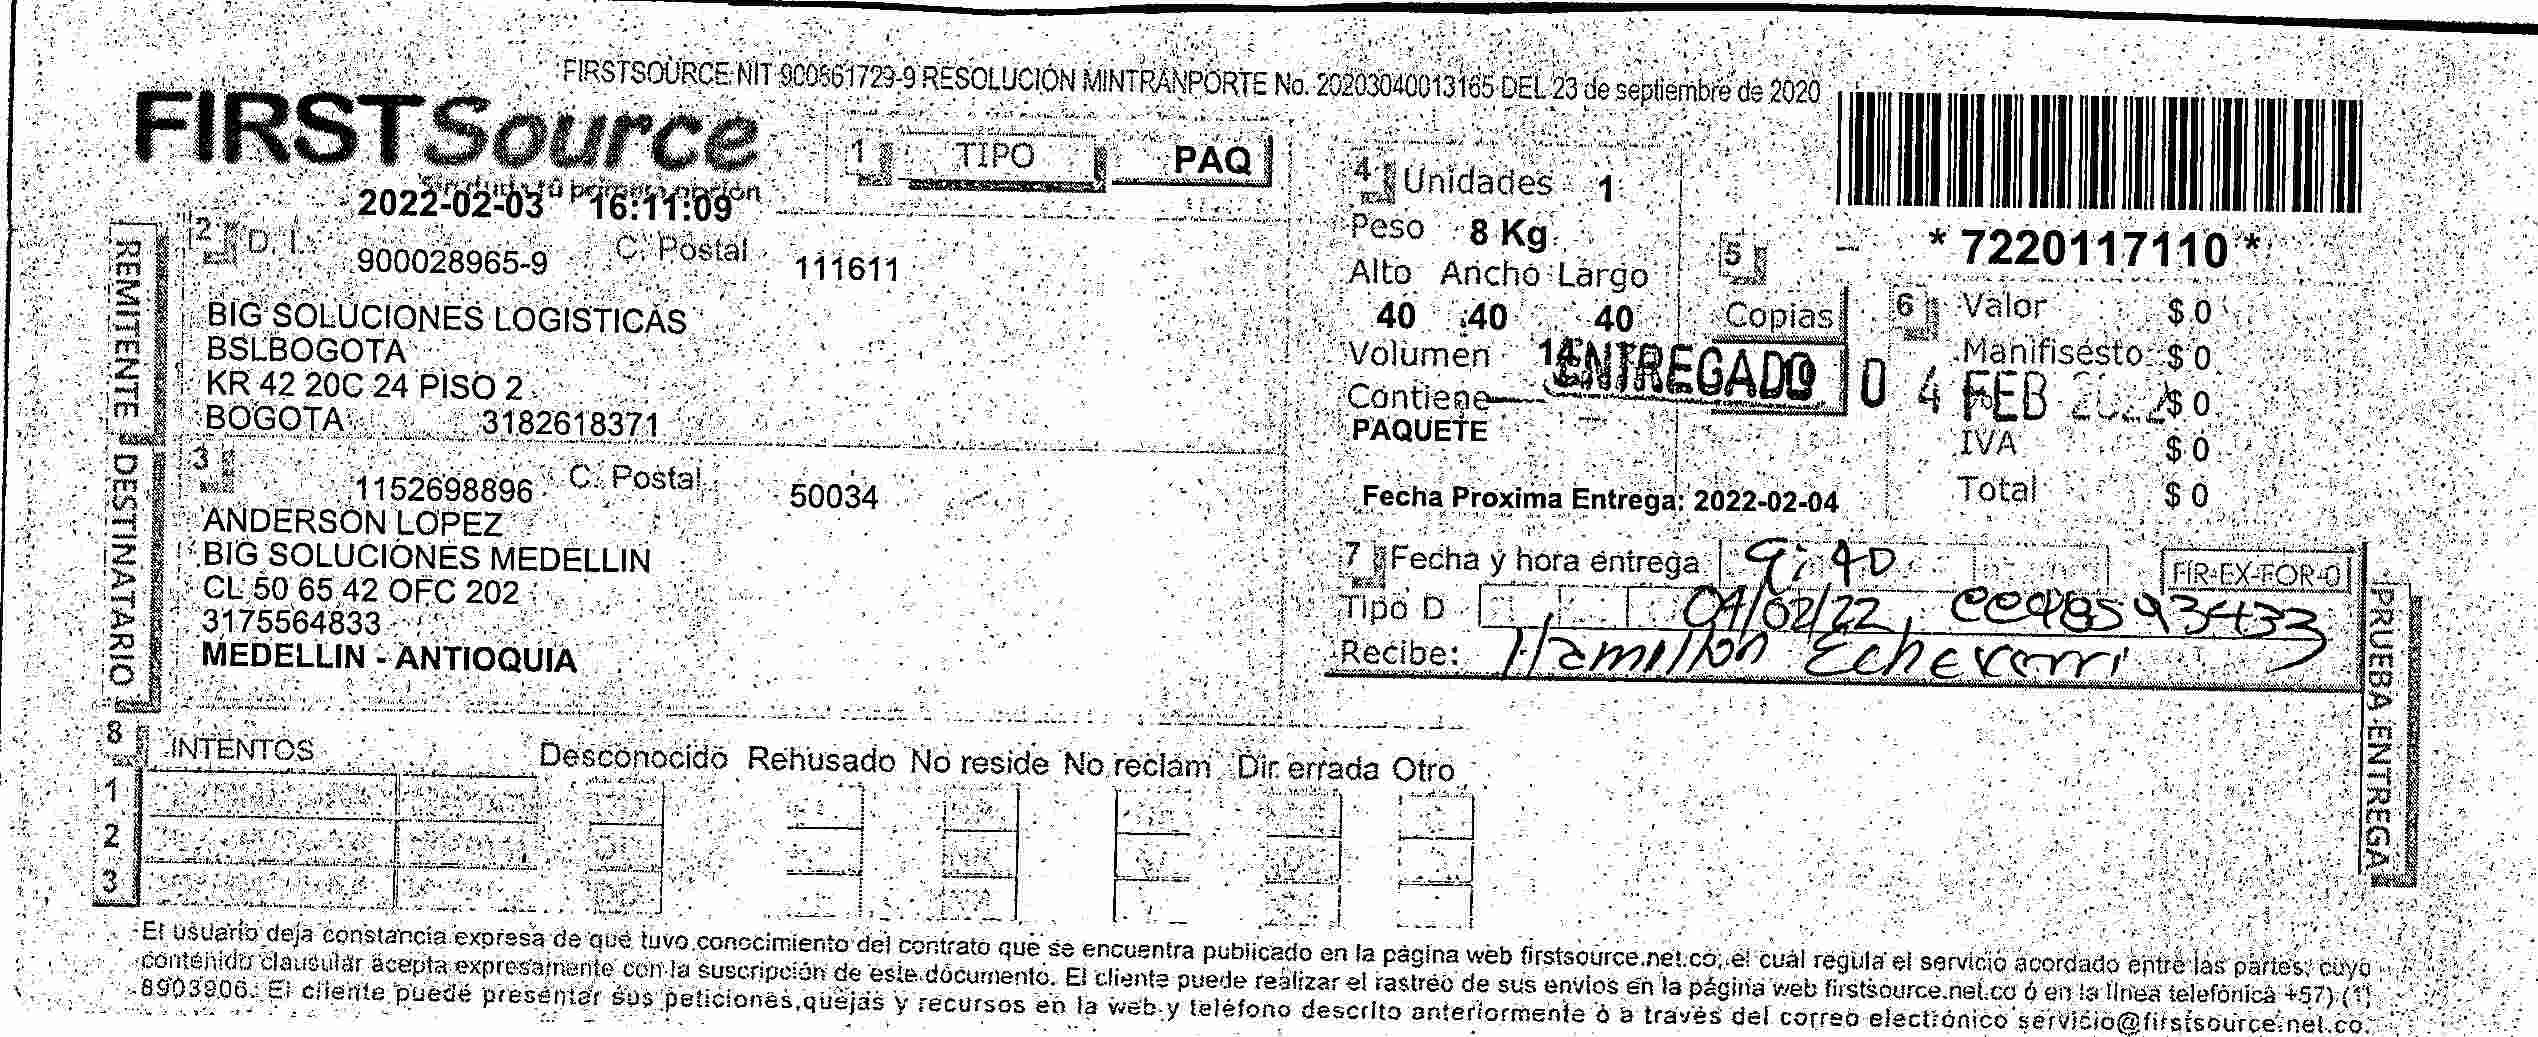 FIRSTSOURCE NIT 900861729-9 RESOLUCIÓN MINTRANPORTE No. 20203040013165 DEL 23 de septiembre de 2020
FIRSTSource
2022-02-03 16:11:09
1 TIPO PAQ
REMITENTE
2 D. I. 900028965-9 C. Postal 111611
BIG SOLUCIONES LOGISTICAS
BSLBOGOTA
KR 42 20C 24 PISO 2
BOGOTA 3182618371
DESTINATARIO
3 1152698896 C. Postal 50034
ANDERSON LOPEZ
BIG SOLUCIONES MEDELLIN
CL 50 65 42 OFC 202
3175564833
MEDELLIN - ANTIOQUIA
4 Unidades 1
Peso 8 Kg
Alto Ancho Largo
40 40 40
Volumen
Contiene
PAQUETE
Fecha Proxima Entrega: 2022-02-04
5
Copias
ENTREGADO 04 FEB
* 7220117110 *
6 Valor $ 0
Manifisesto $ 0
$ 0
IVA $ 0
Total $ 0
7 Fecha y hora entrega 9:40
FIR-EX-FOR-0
Tipo D 04/02/22
Recibe: Hamilton Echeverri
PRUEBA ENTREGA
8 INTENTOS Desconocido Rehusado No reside No reclam Dir. errada Otro
1
2
3
El usuario deja constancia expresa de que tuvo conocimiento del contrato que se encuentra publicado en la página web firstsource.net.co, el cuál regula el servicio acordado entre las partes, cuyo
contenido clausular acepta expresamente con la suscripción de este documento. El cliente puede realizar el rastreo de sus envios en la página web firstsource.net.co ó en la línea telefónica +57) (1)
8903906. El cliente puede presentar sus peticiones, quejas y recursos en la web y teléfono descrito anteriormente ó a través del correo electrónico servicio@firstsource.net.co.